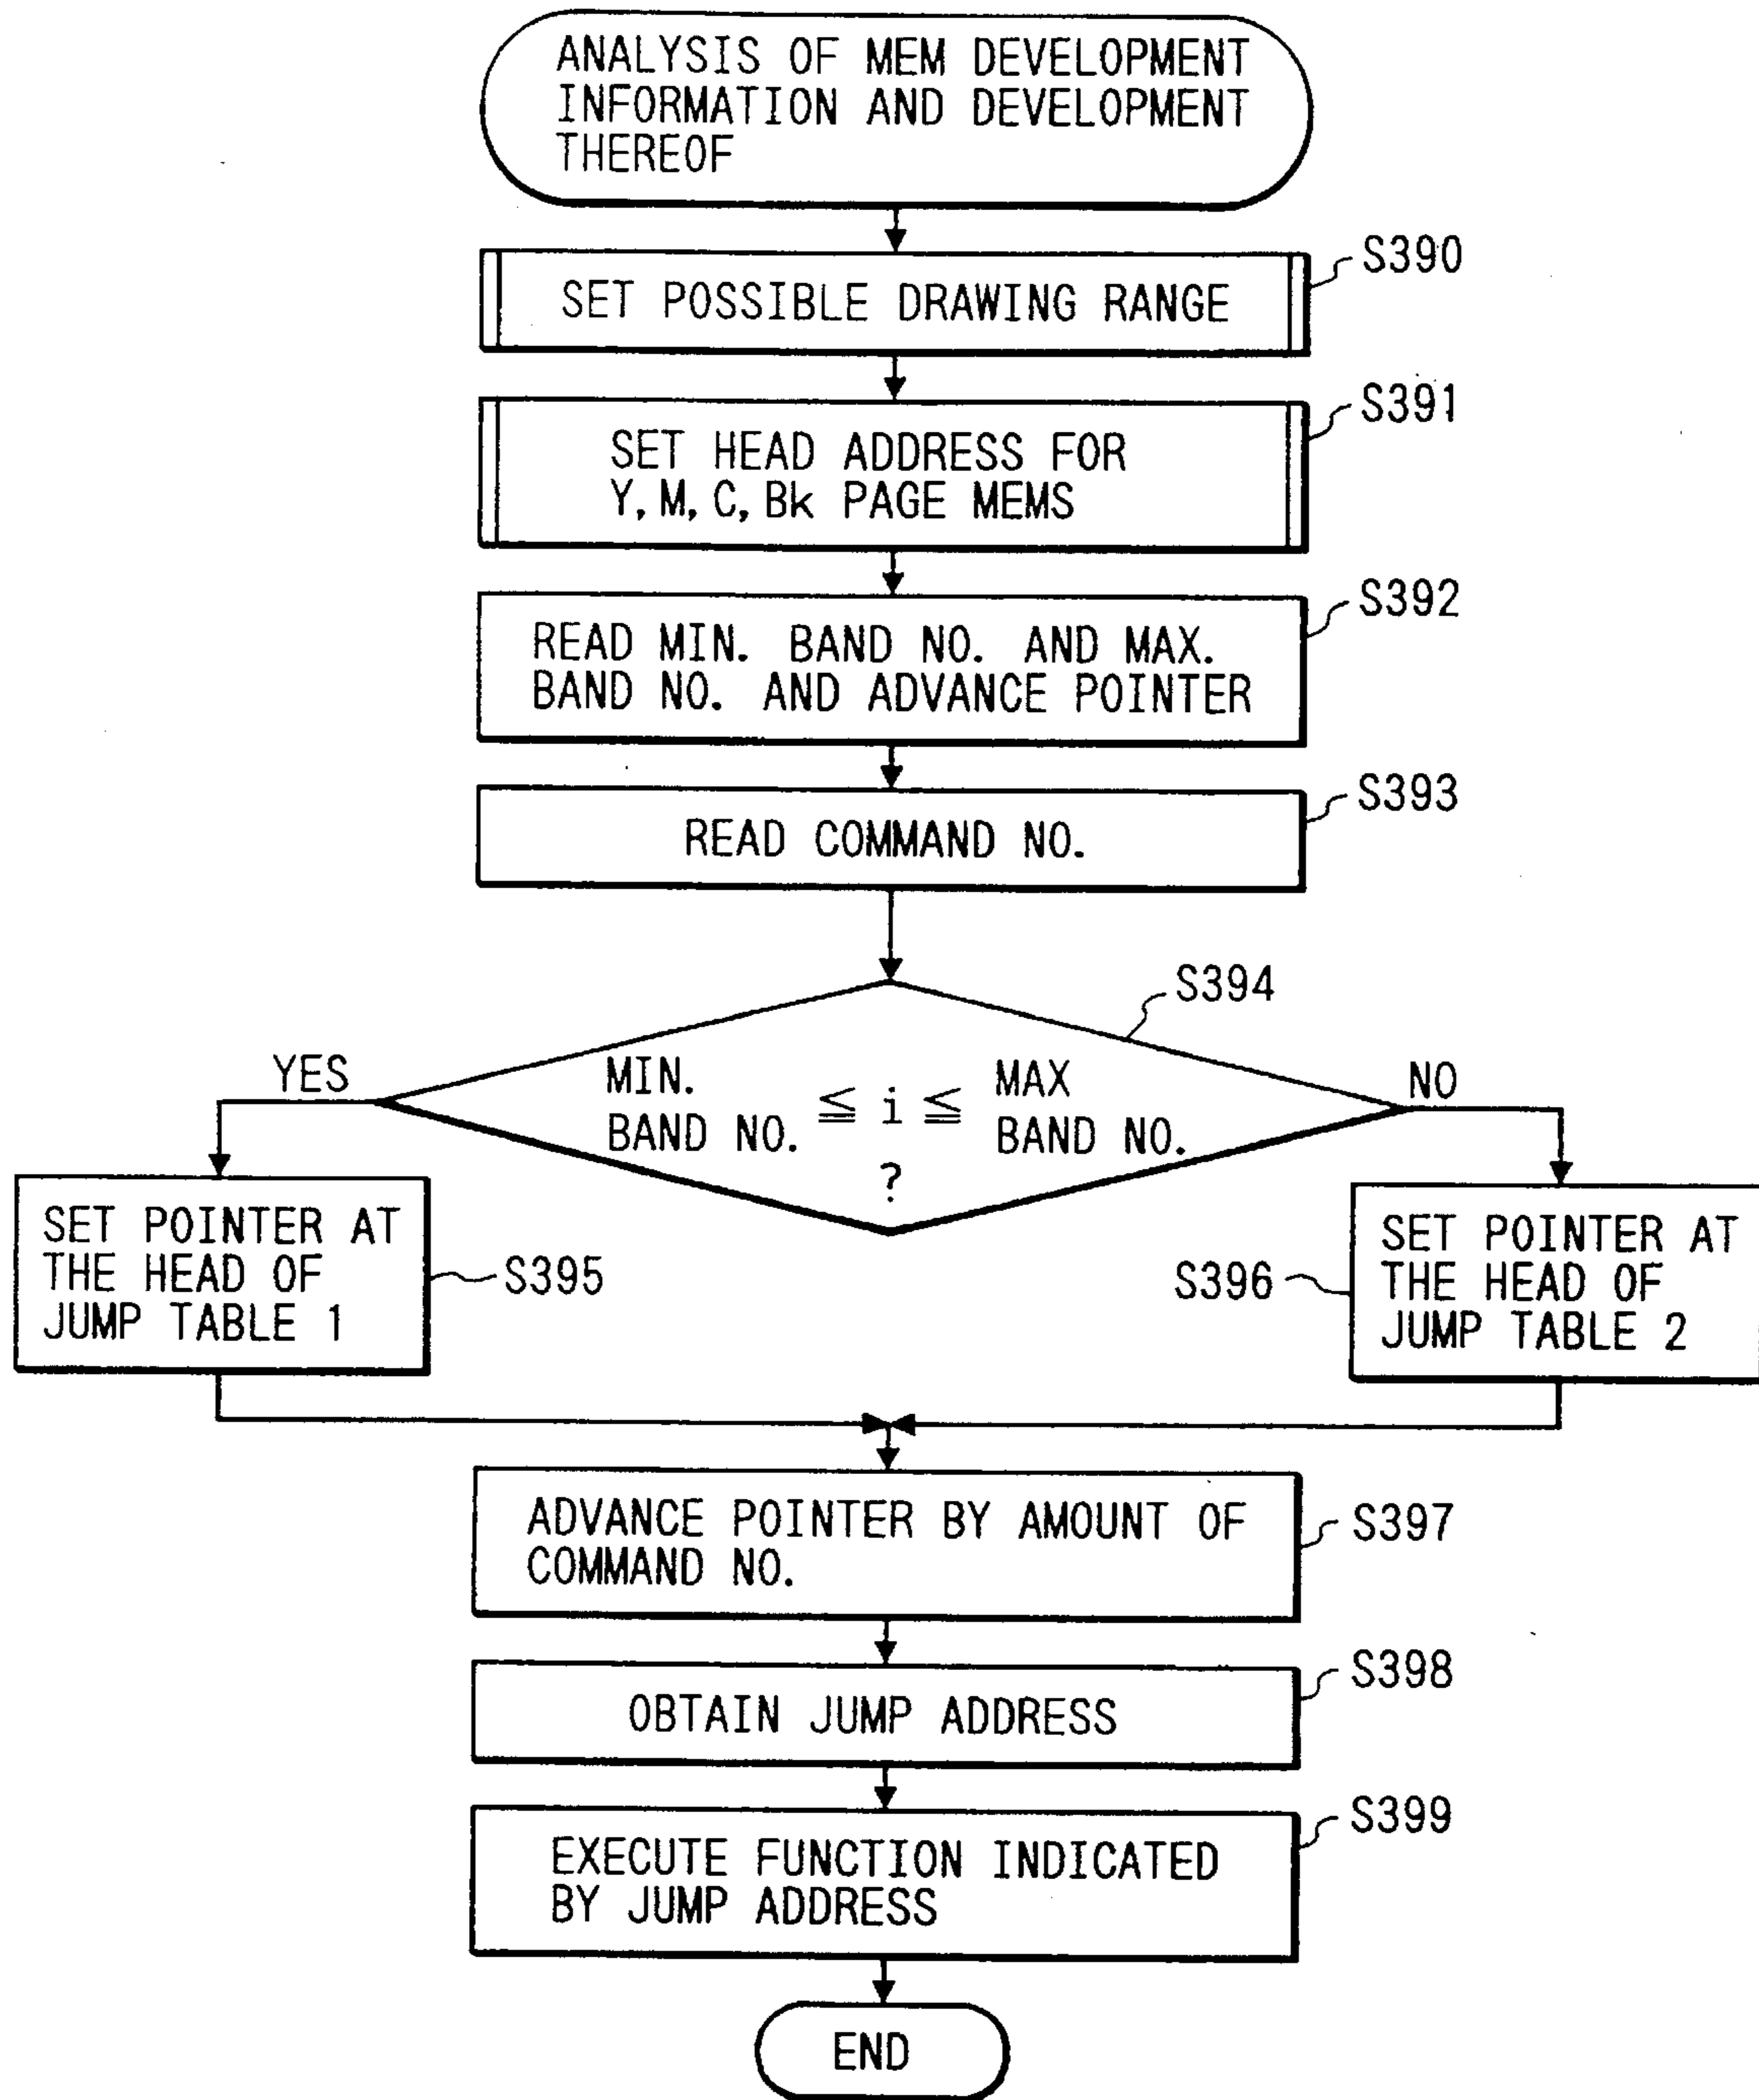 ANALYSIS OF MEM DEVELOPMENT
INFORMATION AND DEVELOPMENT
THEREOF
S390
SET POSSIBLE DRAWING RANGE
S391
SET HEAD ADDRESS FOR
Y, M, C, Bk PAGE MEMS
S392
READ MIN. BAND NO. AND MAX.
BAND NO. AND ADVANCE POINTER
S393
READ COMMAND NO.
S394
YES
NO
MIN.
BAND NO. ≦ i ≦ MAX
BAND NO.
?
SET POINTER AT
THE HEAD OF
JUMP TABLE 1
S395
S396
SET POINTER AT
THE HEAD OF
JUMP TABLE 2
ADVANCE POINTER BY AMOUNT OF
COMMAND NO.
S397
S398
OBTAIN JUMP ADDRESS
S399
EXECUTE FUNCTION INDICATED
BY JUMP ADDRESS
END